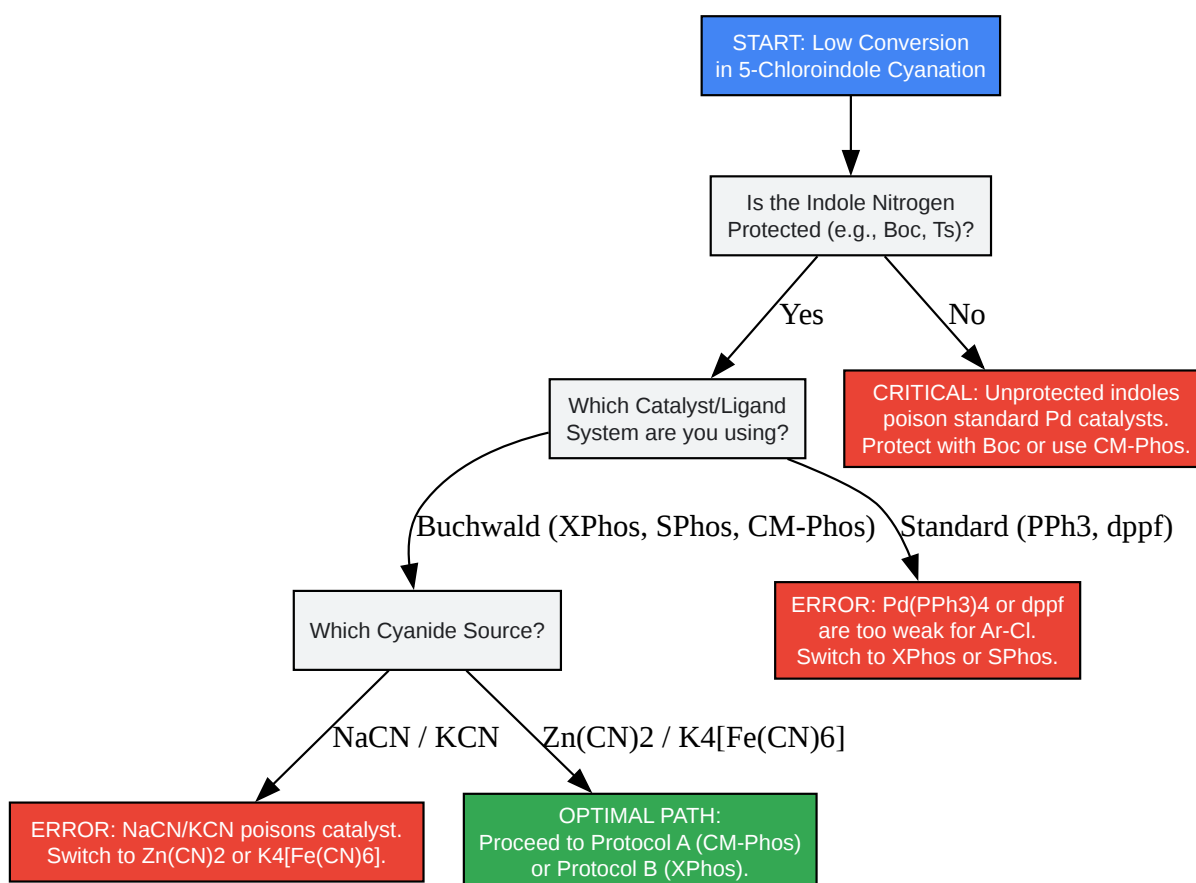 START: Low Conversion
in 5-Chloroindole Cyanation
Is the Indole Nitrogen
Protected (e.g., Boc, Ts)?
Yes
No
Which Catalyst/Ligand
System are you using?
CRITICAL: Unprotected indoles
poison standard Pd catalysts.
Protect with Boc or use CM-Phos.
Buchwald (XPhos, SPhos, CM-Phos)
Standard (PPh3, dppf)
Which Cyanide Source?
ERROR: Pd(PPh3)4 or dppf
are too weak for Ar-Cl.
Switch to XPhos or SPhos.
NaCN / KCN
Zn(CN)2 / K4[Fe(CN)6]
ERROR: NaCN/KCN poisons catalyst.
Switch to Zn(CN)2 or K4[Fe(CN)6].
OPTIMAL PATH:
Proceed to Protocol A (CM-Phos)
or Protocol B (XPhos).